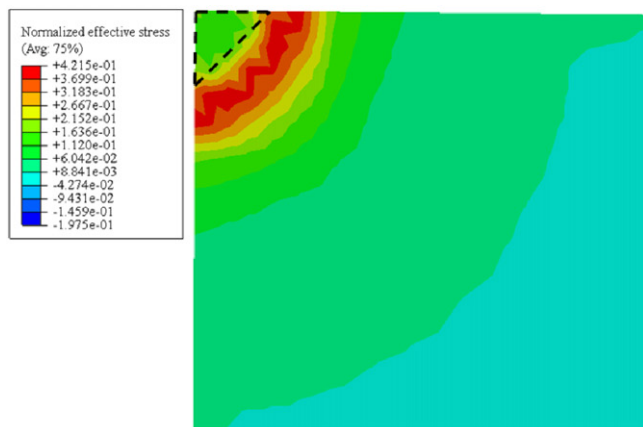 Normalized effective stress
(Avg: 75%)
+4.215e-01
+3.699e-01
+3.183e-01
+2.667e-01
+2.152e-01
+1.636e-01
+1.120e-01
+6.042e-02
+8.841e-03
-4.274e-02
-9.431e-02
-1.459e-01
-1.975e-01